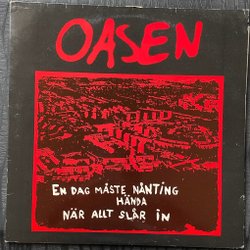 OASEN
EN DAG MÅSTE NÅNTING
HÄNDA
NÄR ALLT SLÅR IN